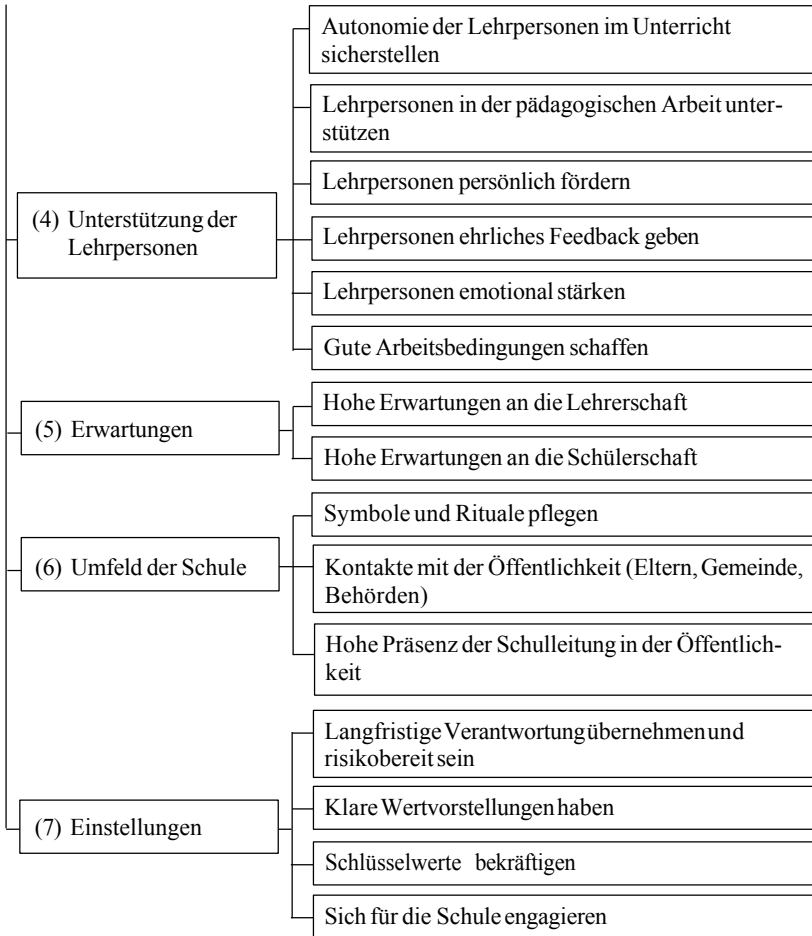 Autonomie der Lehrpersonen im Unterricht
sicherstellen
Lehrpersonen in der pädagogischen Arbeit unter-
stützen
Lehrpersonen persönlich fördern
(4) Unterstützung der
Lehrpersonen
Lehrpersonen ehrliches Feedback geben
Lehrpersonen emotional stärken
Gute Arbeitsbedingungen schaffen
(5) Erwartungen
Hohe Erwartungen an die Lehrerschaft
Hohe Erwartungen an die Schülerschaft
Symbole und Rituale pflegen
(6) Umfeld der Schule
Kontakte mit der Öffentlichkeit (Eltern, Gemeinde,
Behörden)
Hohe Präsenz der Schulleitung in der Öffentlich-
keit
Langfristige Verantwortung übernehmen und
risikobereit sein
(7) Einstellungen
Klare Wertvorstellungen haben
Schlüsselwerte bekräftigen
Sich für die Schule engagieren